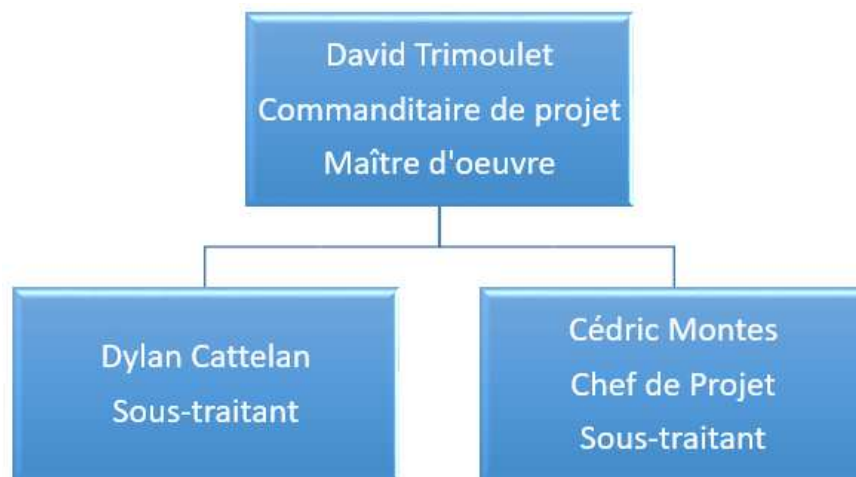 David Trimoulet
Commanditaire de projet
Maître d'oeuvre
Dylan Cattelan
Sous-traitant
Cédric Montes
Chef de Projet
Sous-traitant